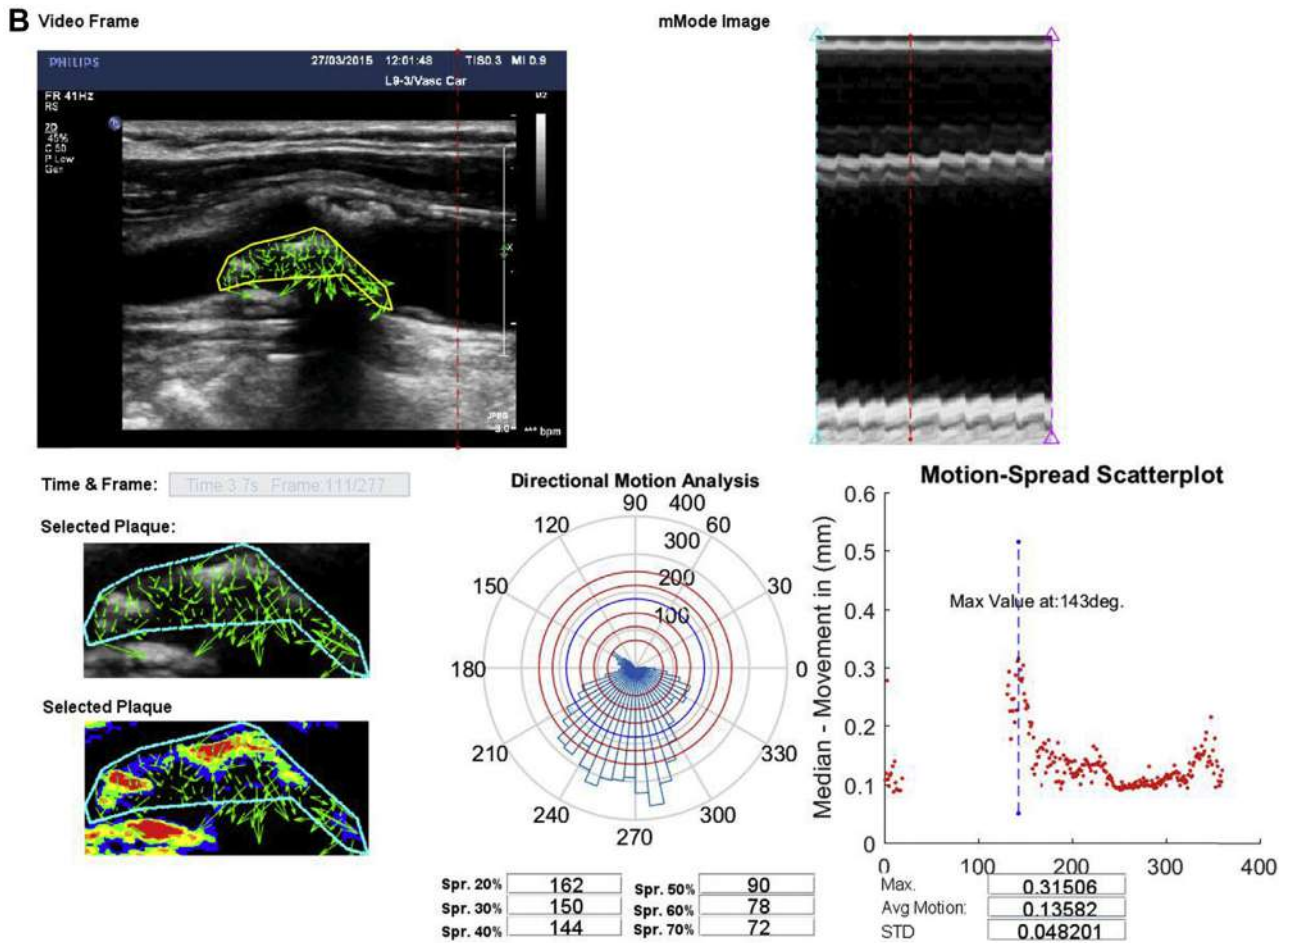 B Video Frame
mMode Image
PHILIPS
27/03/2015 12:01:48 TIS0.3 MI 0.9
L9-3/Vasc Car
FR 41Hz
RS
2D
45%
C 50
P Low
Gen
M2
X
JPEG
*** bpm
Time & Frame:
Time:3.7s Frame:111/277
Selected Plaque:
Selected Plaque
Directional Motion Analysis
90 400
120 60
300
150 200 30
100
180 0
210 330
240 300
270
Spr. 20% 162 Spr. 50% 90
Spr. 30% 150 Spr. 60% 78
Spr. 40% 144 Spr. 70% 72
Motion-Spread Scatterplot
Median - Movement in (mm)
0.6
0.5
0.4
0.3
0.2
0.1
0
Max Value at:143deg.
0 100 200 300 400
Max. 0.31506
Avg Motion: 0.13582
STD 0.048201